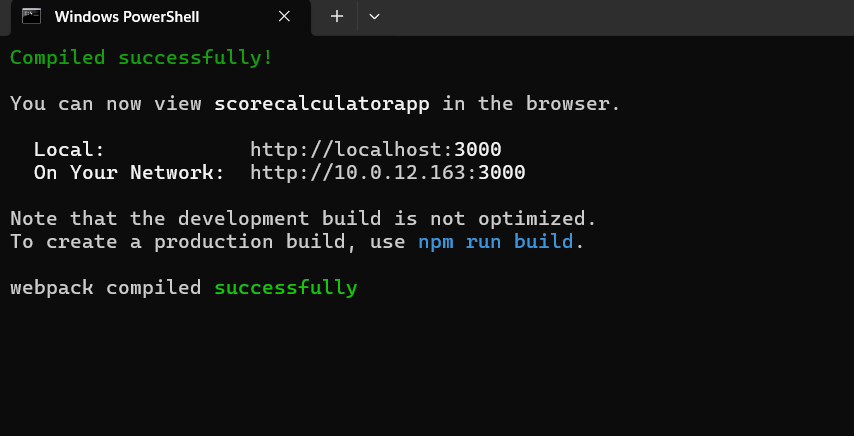 Windows PowerShell
Compiled successfully!
You can now view scorecalculatorapp in the browser.
Local: http://localhost:3000
On Your Network: http://10.0.12.163:3000
Note that the development build is not optimized.
To create a production build, use npm run build.
webpack compiled successfully